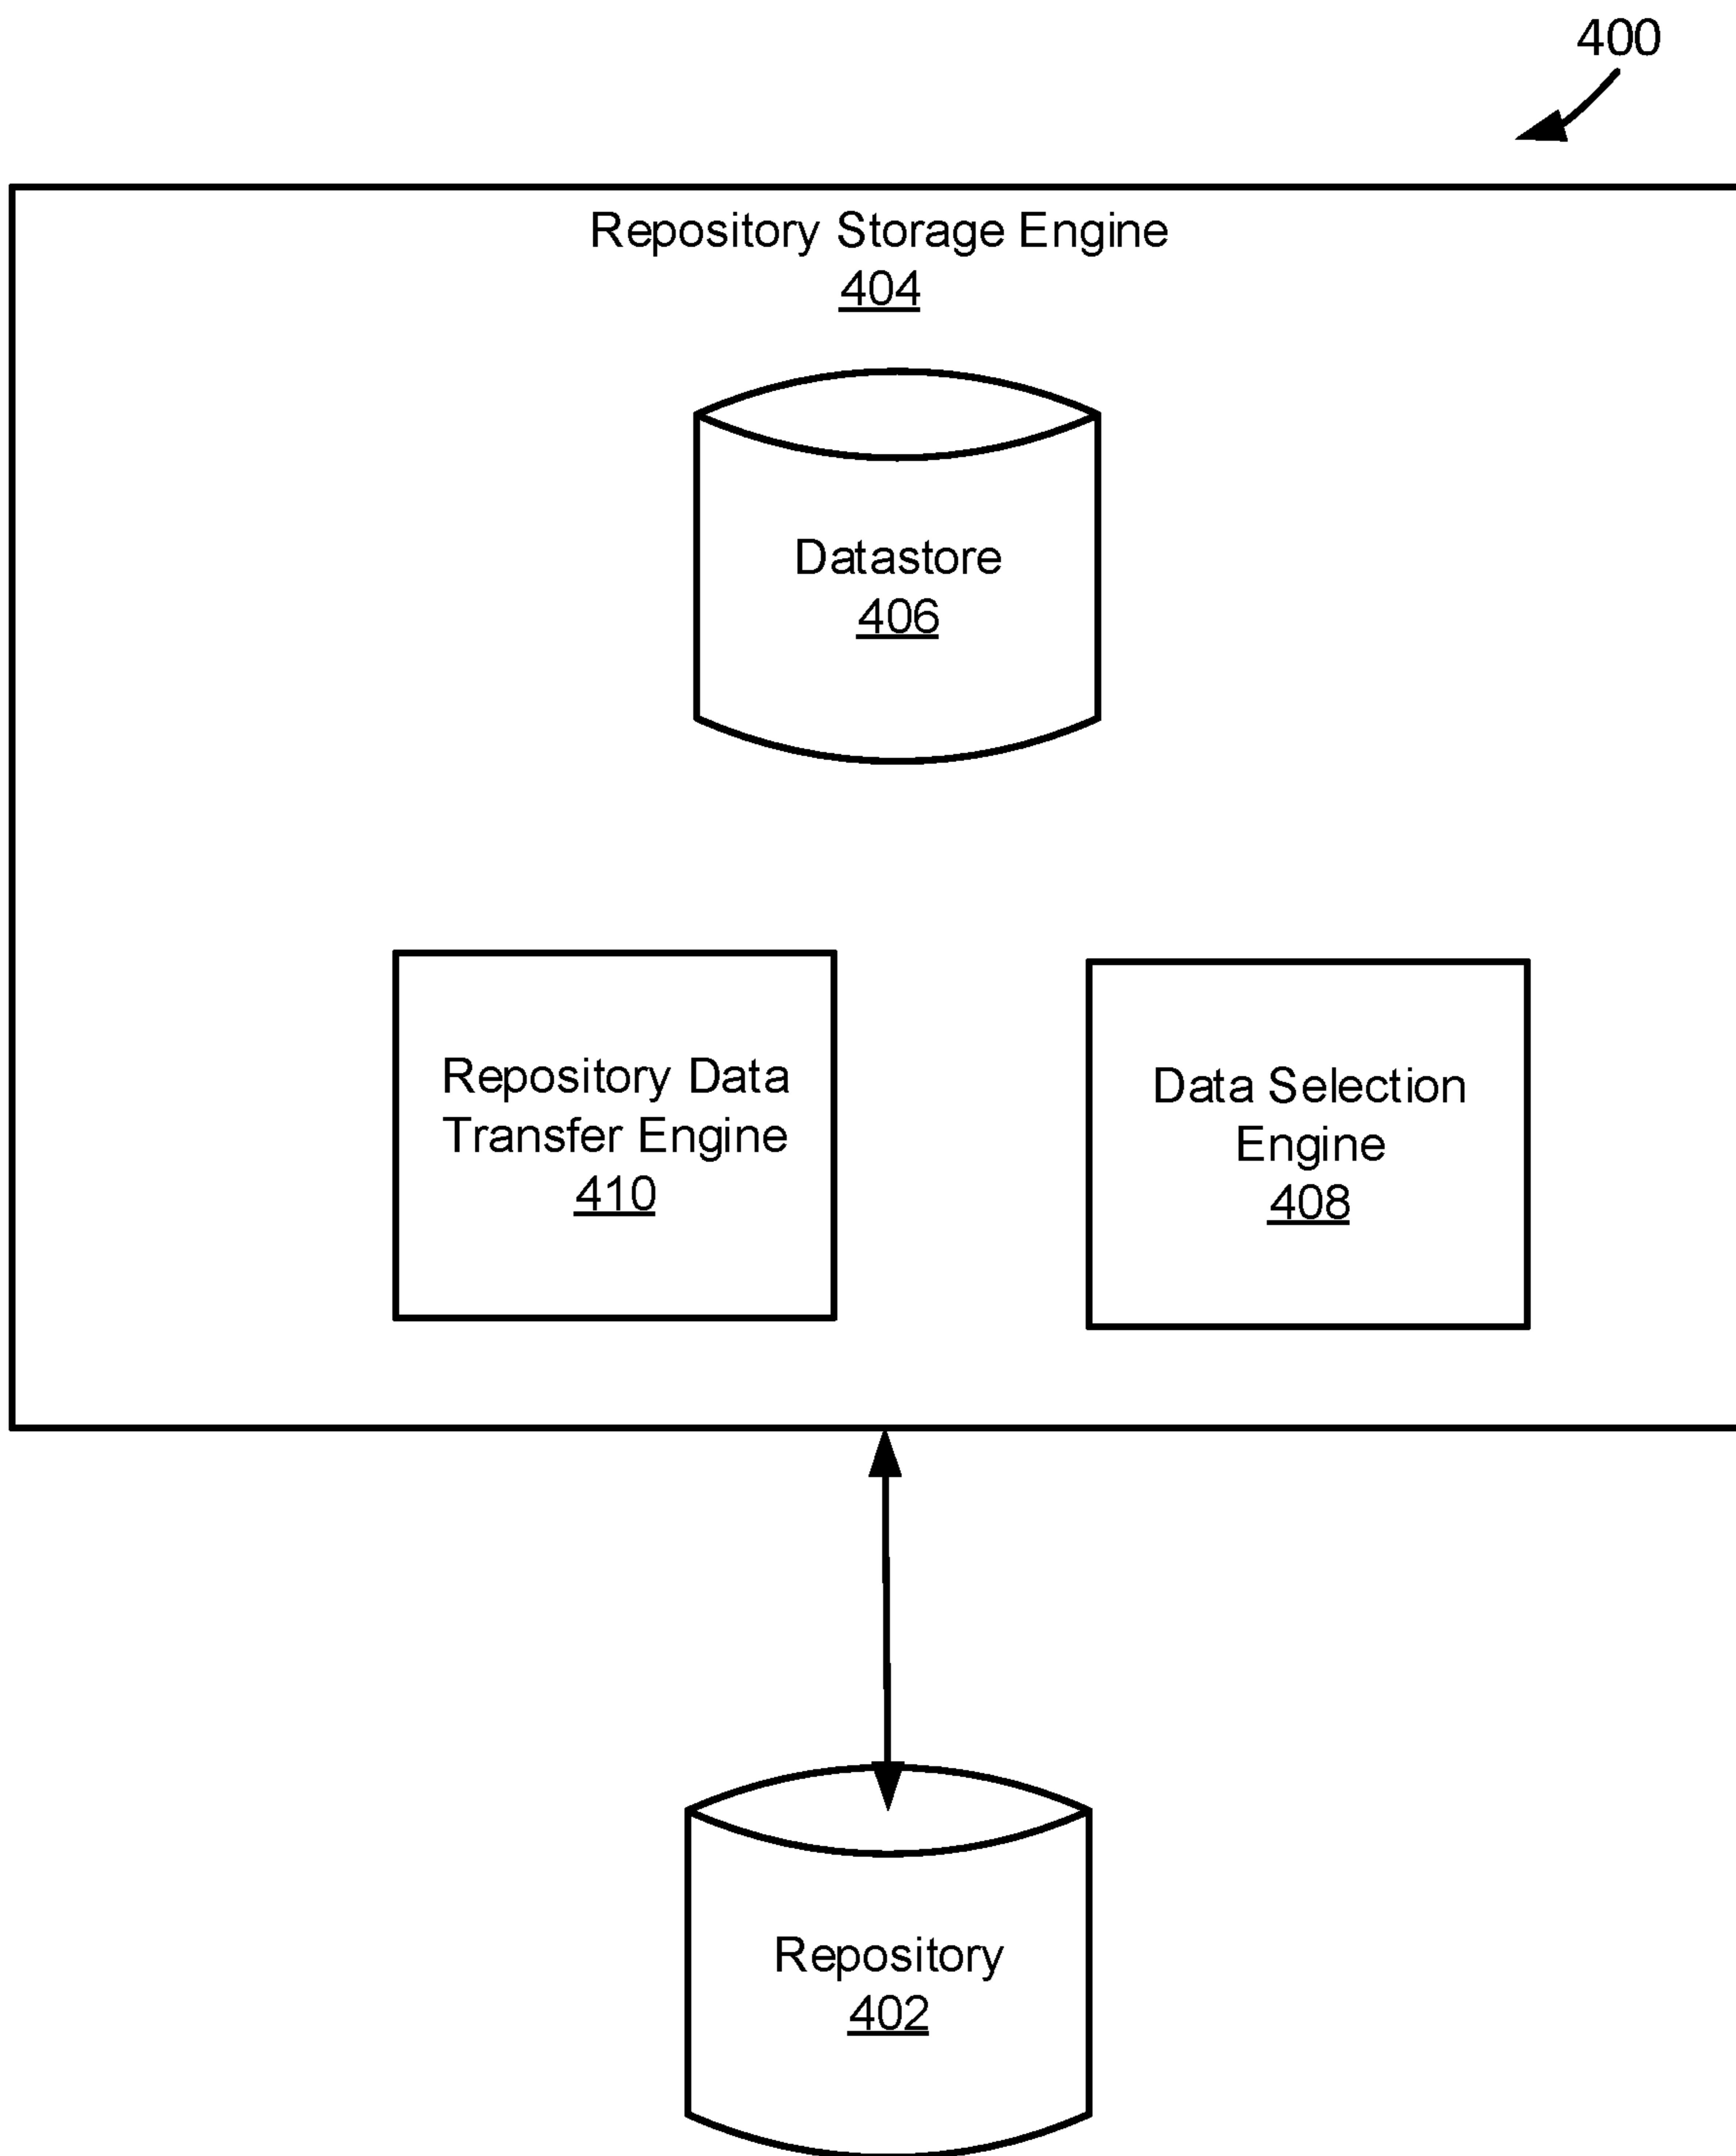 400
Repository Storage Engine
404
Datastore
406
Repository Data
Transfer Engine
410
Data Selection
Engine
408
Repository
402